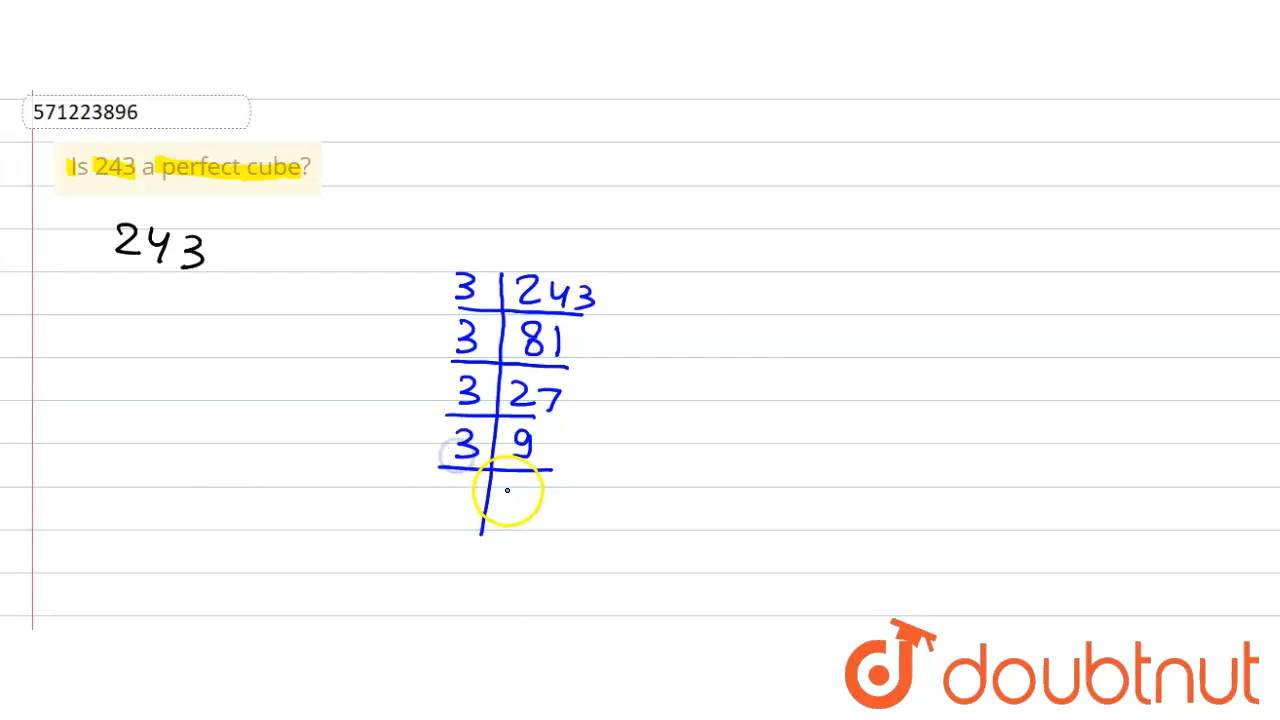 571223896
Is 243 a perfect cube?
243
3 | 243
3 | 81
3 | 27
3 | 9
doubtnut